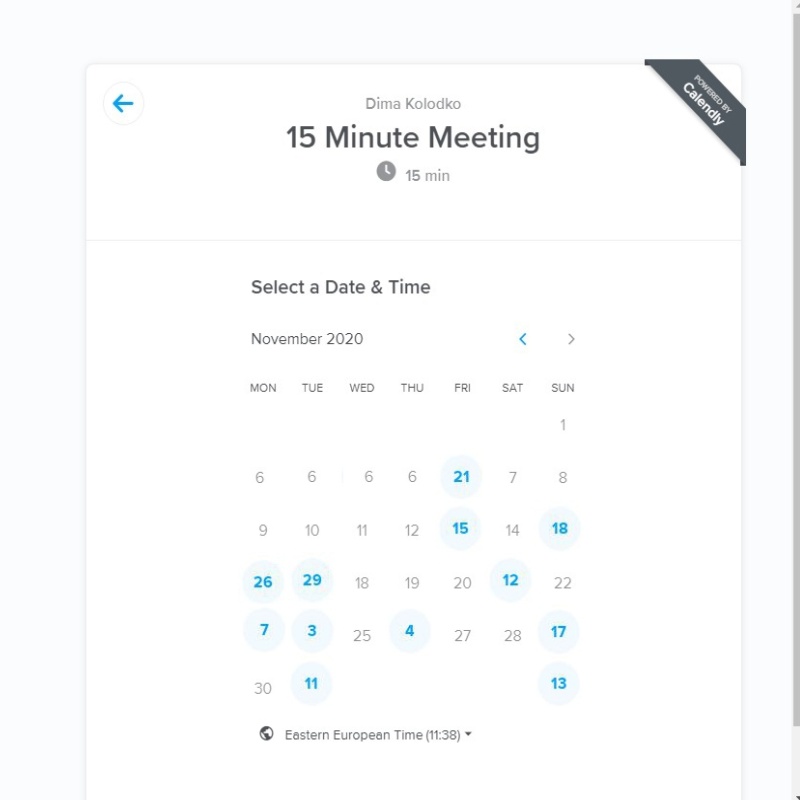 POWERED BY
Calendly
Dima Kolodko
15 Minute Meeting
15 min
Select a Date & Time
November 2020
MON TUE WED THU FRI SAT SUN
1
6 6 6 6 21 7 8
9 10 11 12 15 14 18
26 29 18 19 20 12 22
7 3 25 4 27 28 17
30 11 13
Eastern European Time (11:38)